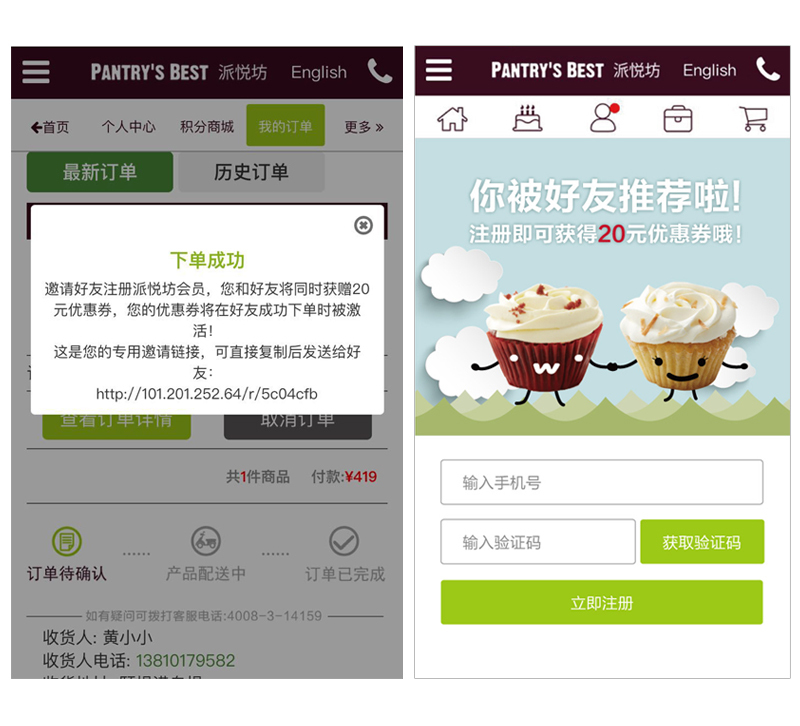 PANTRY'S BEST 派悦坊 English
首页 个人中心 积分商城 我的订单 更多 »
最新订单 历史订单
下单成功
邀请好友注册派悦坊会员，您和好友将同时获赠20
元优惠券，您的优惠券将在好友成功下单时被激
活！
这是您的专用邀请链接，可直接复制后发送给好
友：
http://101.201.252.64/r/5c04cfb
查看订单详情 取消订单
共1件商品 付款:¥419
订单待确认 ...... 产品配送中 ...... 订单已完成
如有疑问可拨打客服电话:4008-3-14159
收货人: 黄小小
收货人电话: 13810179582
PANTRY'S BEST 派悦坊 English
你被好友推荐啦!
注册即可获得20元优惠券哦!
输入手机号
输入验证码 获取验证码
立即注册